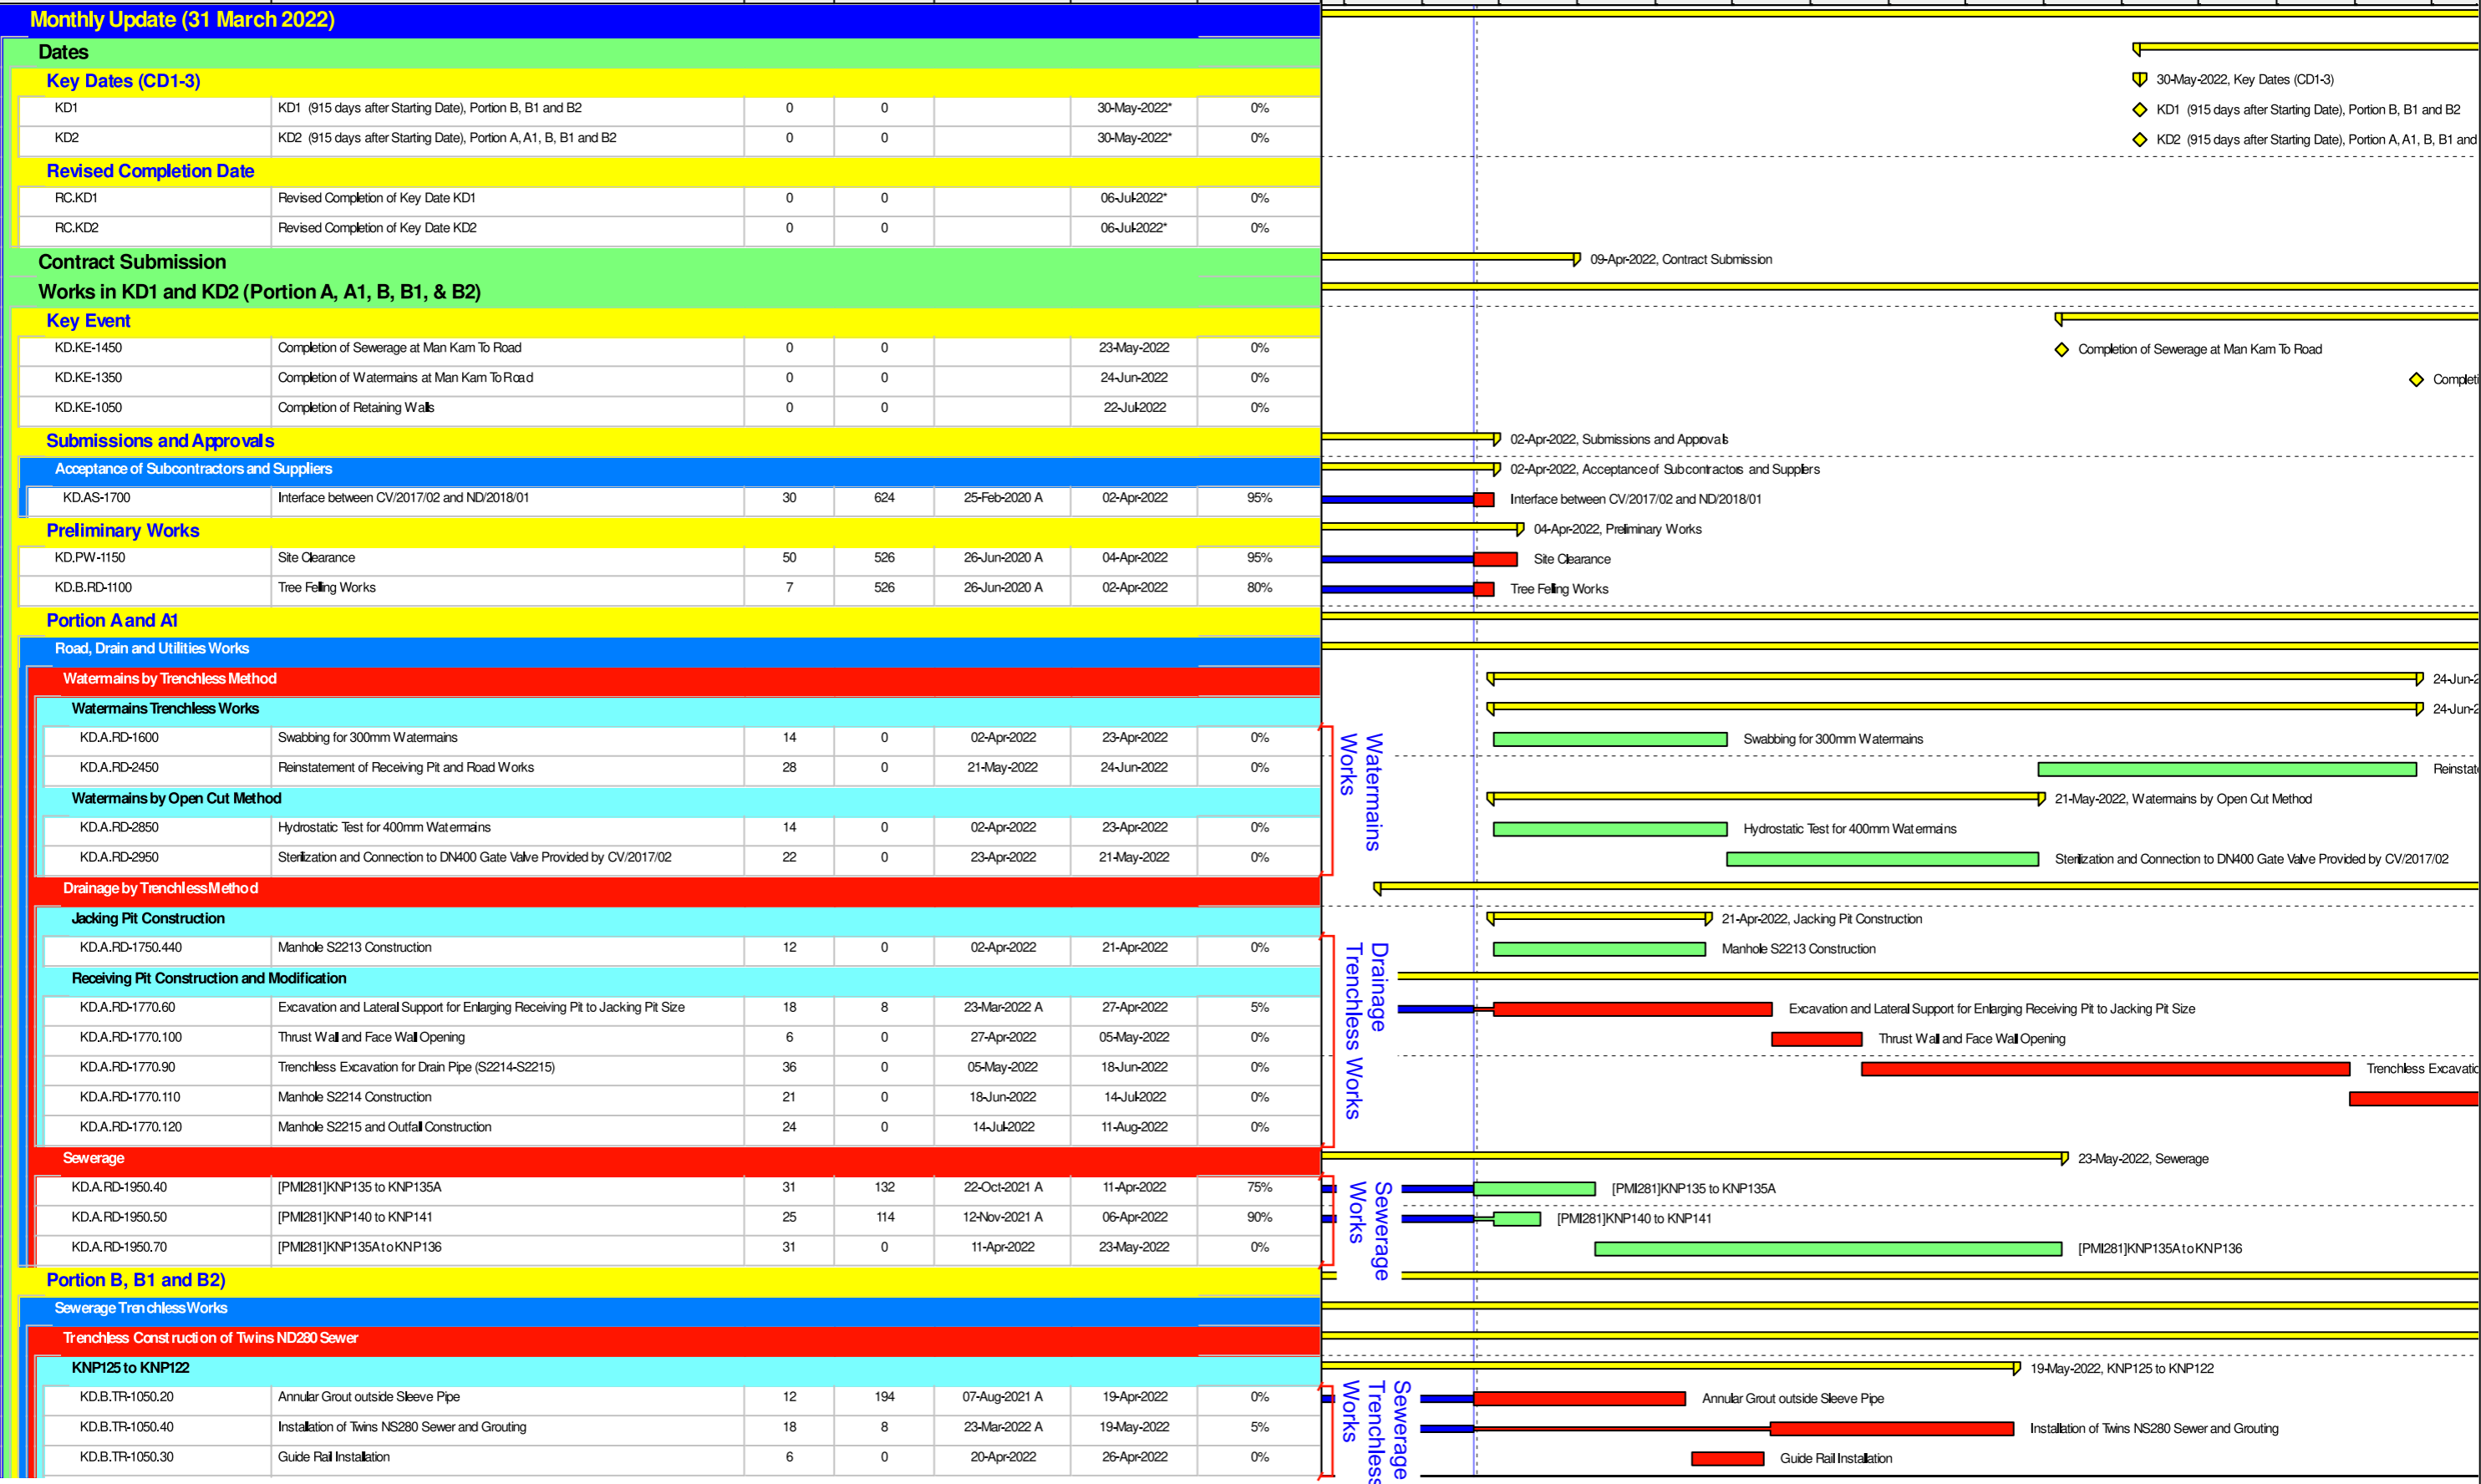 Monthly Update (31 March 2022)
Dates
Key Dates (CD1-3) 30-May-2022, Key Dates (CD1-3)
KD1 KD1 (915 days after Starting Date), Portion B, B1 and B2 0 0 30-May-2022* 0% KD1 (915 days after Starting Date), Portion B, B1 and B2
KD2 KD2 (915 days after Starting Date), Portion A, A1, B, B1 and B2 0 0 30-May-2022* 0% KD2 (915 days after Starting Date), Portion A, A1, B, B1 and
Revised Completion Date
RC.KD1 Revised Completion of Key Date KD1 0 0 06-Jul-2022* 0%
RC.KD2 Revised Completion of Key Date KD2 0 0 06-Jul-2022* 0%
Contract Submission 09-Apr-2022, Contract Submission
Works in KD1 and KD2 (Portion A, A1, B, B1, & B2)
Key Event
KD.KE-1450 Completion of Sewerage at Man Kam To Road 0 0 23-May-2022 0% Completion of Sewerage at Man Kam To Road
KD.KE-1350 Completion of Watermains at Man Kam To Road 0 0 24-Jun-2022 0% Completi
KD.KE-1050 Completion of Retaining Walls 0 0 22-Jul-2022 0%
Submissions and Approvals 02-Apr-2022, Submissions and Approvals
Acceptance of Subcontractors and Suppliers 02-Apr-2022, Acceptance of Subcontractors and Suppliers
KD.AS-1700 Interface between CV/2017/02 and ND/2018/01 30 624 25-Feb-2020 A 02-Apr-2022 95% Interface between CV/2017/02 and ND/2018/01
Preliminary Works 04-Apr-2022, Preliminary Works
KD.PW-1150 Site Clearance 50 526 26-Jun-2020 A 04-Apr-2022 95% Site Clearance
KD.B.RD-1100 Tree Felling Works 7 526 26-Jun-2020 A 02-Apr-2022 80% Tree Felling Works
Portion A and A1
Road, Drain and Utilities Works
Watermains by Trenchless Method 24-Jun-2
Watermains Trenchless Works 24-Jun-2
KD.A.RD-1600 Swabbing for 300mm Watermains 14 0 02-Apr-2022 23-Apr-2022 0% Swabbing for 300mm Watermains
KD.A.RD-2450 Reinstatement of Receiving Pit and Road Works 28 0 21-May-2022 24-Jun-2022 0% Reinstate
Watermains by Open Cut Method 21-May-2022, Watermains by Open Cut Method
KD.A.RD-2850 Hydrostatic Test for 400mm Watermains 14 0 02-Apr-2022 23-Apr-2022 0% Hydrostatic Test for 400mm Watermains
KD.A.RD-2950 Sterilization and Connection to DN400 Gate Valve Provided by CV/2017/02 22 0 23-Apr-2022 21-May-2022 0% Sterilization and Connection to DN400 Gate Valve Provided by CV/2017/02
Watermains
Works
Drainage by Trenchless Method
Jacking Pit Construction 21-Apr-2022, Jacking Pit Construction
KD.A.RD-1750.440 Manhole S2213 Construction 12 0 02-Apr-2022 21-Apr-2022 0% Manhole S2213 Construction
Receiving Pit Construction and Modification
KD.A.RD-1770.60 Excavation and Lateral Support for Enlarging Receiving Pit to Jacking Pit Size 18 8 23-Mar-2022 A 27-Apr-2022 5% Excavation and Lateral Support for Enlarging Receiving Pit to Jacking Pit Size
KD.A.RD-1770.100 Thrust Wall and Face Wall Opening 6 0 27-Apr-2022 05-May-2022 0% Thrust Wall and Face Wall Opening
KD.A.RD-1770.90 Trenchless Excavation for Drain Pipe (S2214-S2215) 36 0 05-May-2022 18-Jun-2022 0% Trenchless Excavatio
KD.A.RD-1770.110 Manhole S2214 Construction 21 0 18-Jun-2022 14-Jul-2022 0%
KD.A.RD-1770.120 Manhole S2215 and Outfall Construction 24 0 14-Jul-2022 11-Aug-2022 0%
Drainage
Trenchless Works
Sewerage 23-May-2022, Sewerage
KD.A.RD-1950.40 [PMI281]KNP135 to KNP135A 31 132 22-Oct-2021 A 11-Apr-2022 75% [PMI281]KNP135 to KNP135A
KD.A.RD-1950.50 [PMI281]KNP140 to KNP141 25 114 12-Nov-2021 A 06-Apr-2022 90% [PMI281]KNP140 to KNP141
KD.A.RD-1950.70 [PMI281]KNP135A to KNP136 31 0 11-Apr-2022 23-May-2022 0% [PMI281]KNP135A to KNP136
Sewerage
Works
Portion B, B1 and B2)
Sewerage Trenchless Works
Trenchless Construction of Twins ND280 Sewer
KNP125 to KNP122 19-May-2022, KNP125 to KNP122
KD.B.TR-1050.20 Annular Grout outside Sleeve Pipe 12 194 07-Aug-2021 A 19-Apr-2022 0% Annular Grout outside Sleeve Pipe
KD.B.TR-1050.40 Installation of Twins NS280 Sewer and Grouting 18 8 23-Mar-2022 A 19-May-2022 5% Installation of Twins NS280 Sewer and Grouting
KD.B.TR-1050.30 Guide Rail Installation 6 0 20-Apr-2022 26-Apr-2022 0% Guide Rail Installation
Sewerage
Trenchless
Works